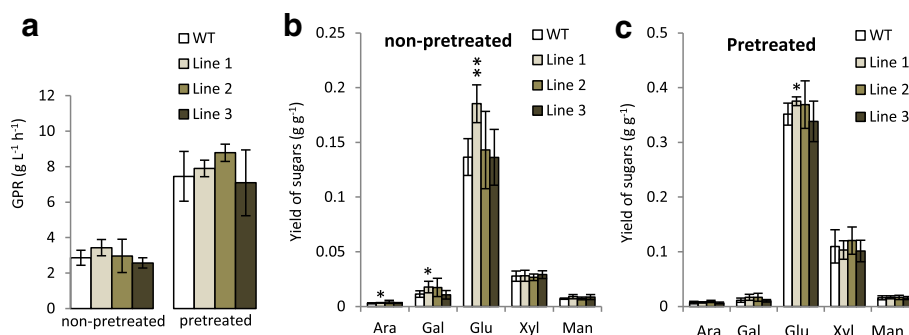 a
WT
Line 1
Line 2
Line 3
12
10
8
6
4
2
0
GPR (g L-1 h-1)
non-pretreated
pretreated
b
non-pretreated
WT
Line 1
Line 2
Line 3
0.25
0.2
0.15
0.1
0.05
0
Yield of sugars (g g-1)
*
*
**
Ara Gal Glu Xyl Man
c
Pretreated
WT
Line 1
Line 2
Line 3
0.5
0.4
0.3
0.2
0.1
0
Yield of sugars (g g-1)
*
Ara Gal Glu Xyl Man